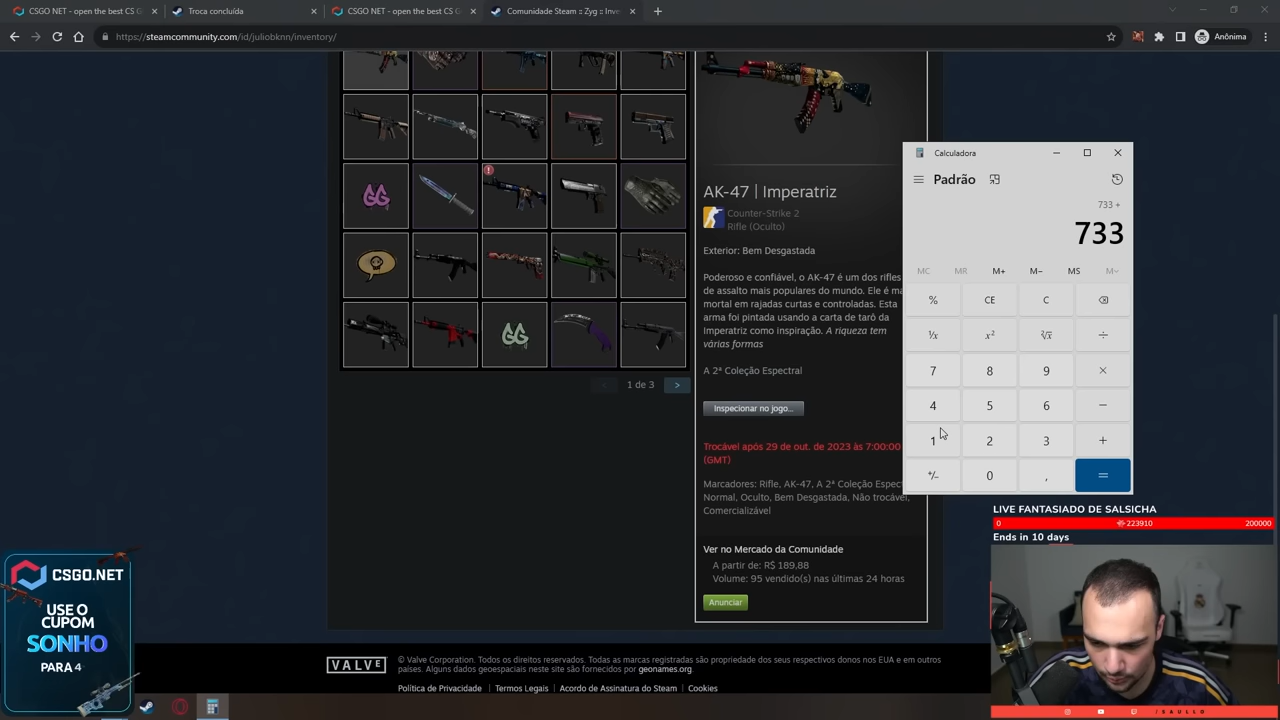 CSGO NET - open the best CS G
Troca concluída
CSGO NET - open the best CS G
Comunidade Steam :: Zyg :: Inven
https://steamcommunity.com/id/juliobknn/inventory/
Anônima
1 de 3
>
AK-47 | Imperatriz
Counter-Strike 2
Rifle (Oculto)
Exterior: Bem Desgastada
Poderoso e confiável, o AK-47 é um dos rifles
de assalto mais populares do mundo. Ele é ma
mortal em rajadas curtas e controladas. Esta
arma foi pintada usando a carta de tarô da
Imperatriz como inspiração. A riqueza tem
várias formas
A 2ª Coleção Espectral
Inspecionar no jogo...
Trocável após 29 de out. de 2023 às 7:00:00
(GMT)
Marcadores: Rifle, AK-47, A 2ª Coleção Espect
Normal, Oculto, Bem Desgastada, Não trocável,
Comercializável
Ver no Mercado da Comunidade
A partir de: R$ 189,88
Volume: 95 vendido(s) nas últimas 24 horas
Anunciar
Calculadora
Padrão
733 +
733
MC MR M+ M− MS M˅
% CE C
¹/x x² ²√x ÷
7 8 9 ×
4 5 6 −
1 2 3 +
+/− 0 , =
LIVE FANTASIADO DE SALSICHA
0 223910 200000
Ends in 10 days
CSGO.NET
USE O
CUPOM
SONHO
PARA 4
VALVE
© Valve Corporation. Todos os direitos reservados. Todas as marcas registradas são propriedade dos seus respectivos donos nos EUA e em outros
países. Alguns dados geoespaciais neste site são fornecidos por geonames.org.
Política de Privacidade | Termos Legais | Acordo de Assinatura do Steam | Cookies
/SAULLO